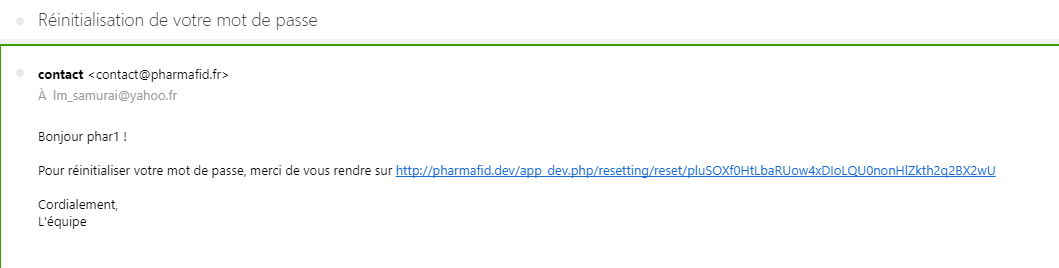 Réinitialisation de votre mot de passe
contact <contact@pharmafid.fr>
À lm_samurai@yahoo.fr
Bonjour phar1 !
Pour réinitialiser votre mot de passe, merci de vous rendre sur http://pharmafid.dev/app_dev.php/resetting/reset/pluSOXf0HtLbaRUow4xDIoLQU0nonHlZkth2q2BX2wU
Cordialement,
L'équipe